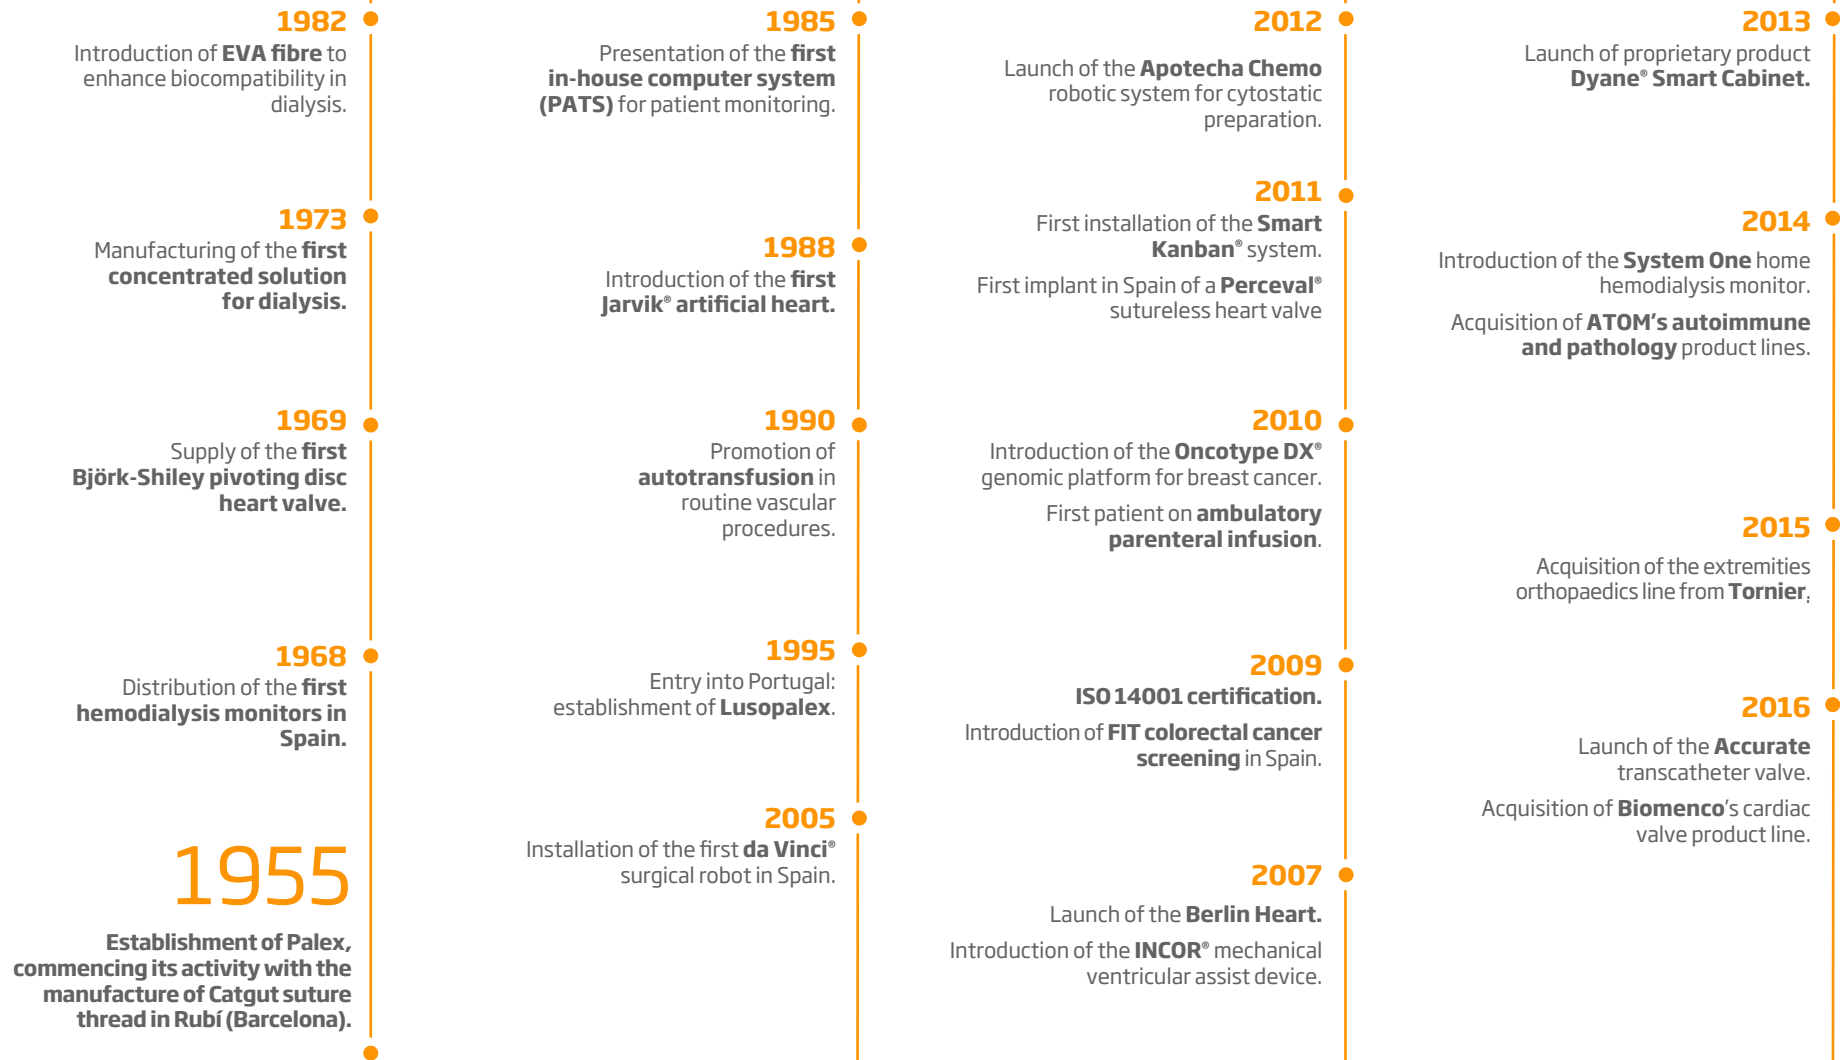 1982
Introduction of EVA fibre to
enhance biocompatibility in
dialysis.
1973
Manufacturing of the first
concentrated solution
for dialysis.
1969
Supply of the first
Björk-Shiley pivoting disc
heart valve.
1968
Distribution of the first
hemodialysis monitors in
Spain.
1955
Establishment of Palex,
commencing its activity with the
manufacture of Catgut suture
thread in Rubí (Barcelona).
1985
Presentation of the first
in-house computer system
(PATS) for patient monitoring.
1988
Introduction of the first
Jarvik® artificial heart.
1990
Promotion of
autotransfusion in
routine vascular
procedures.
1995
Entry into Portugal:
establishment of Lusopalex.
2005
Installation of the first da Vinci®
surgical robot in Spain.
2012
Launch of the Apotecha Chemo
robotic system for cytostatic
preparation.
2011
First installation of the Smart
Kanban® system.
First implant in Spain of a Perceval®
sutureless heart valve
2010
Introduction of the Oncotype DX®
genomic platform for breast cancer.
First patient on ambulatory
parenteral infusion.
2009
ISO 14001 certification.
Introduction of FIT colorectal cancer
screening in Spain.
2007
Launch of the Berlin Heart.
Introduction of the INCOR® mechanical
ventricular assist device.
2013
Launch of proprietary product
Dyane® Smart Cabinet.
2014
Introduction of the System One home
hemodialysis monitor.
Acquisition of ATOM’s autoimmune
and pathology product lines.
2015
Acquisition of the extremities
orthopaedics line from Tornier.
2016
Launch of the Accurate
transcatheter valve.
Acquisition of Biomenco’s cardiac
valve product line.